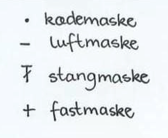 • kædemaske
– luftmaske
Ŧ stangmaske
+ fastmaske